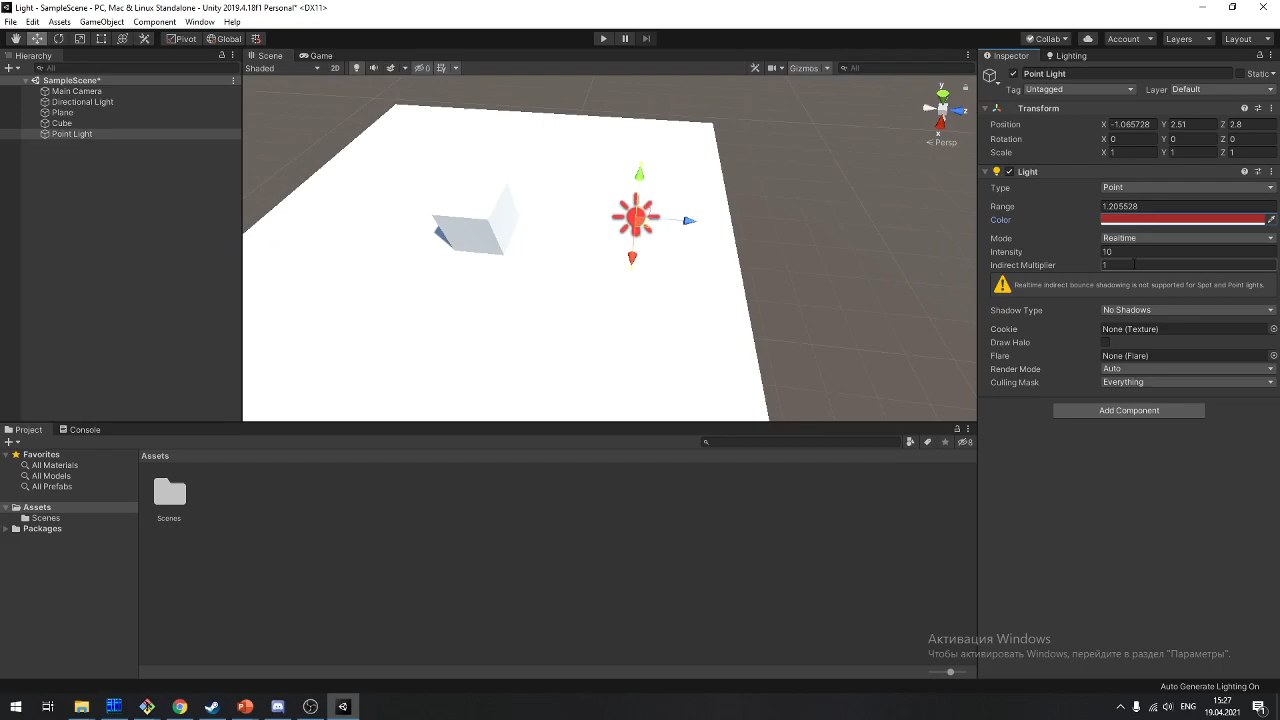 Light - SampleScene - PC, Mac & Linux Standalone - Unity 2019.4.18f1 Personal* <DX11>
File Edit Assets GameObject Component Window Help
Pivot Global Collab Account Layers Layout
Hierarchy
All
SampleScene*
Main Camera
Directional Light
Plane
Cube
Point Light
Scene Game
Shaded 2D 0 Gizmos All
y
z
x
Persp
Inspector Lighting
Point Light Static
Tag Untagged Layer Default
Transform
Position X -1.065728 Y 2.51 Z 2.8
Rotation X 0 Y 0 Z 0
Scale X 1 Y 1 Z 1
Light
Type Point
Range 1.205528
Color
Mode Realtime
Intensity 10
Indirect Multiplier 1
Realtime indirect bounce shadowing is not supported for Spot and Point lights.
Shadow Type No Shadows
Cookie None (Texture)
Draw Halo
Flare None (Flare)
Render Mode Auto
Culling Mask Everything
Add Component
Project Console
8
Favorites
All Materials
All Models
All Prefabs
Assets
Scenes
Packages
Assets
Scenes
Активация Windows
Чтобы активировать Windows, перейдите в раздел "Параметры".
Auto Generate Lighting On
ENG
15:27
19.04.2021